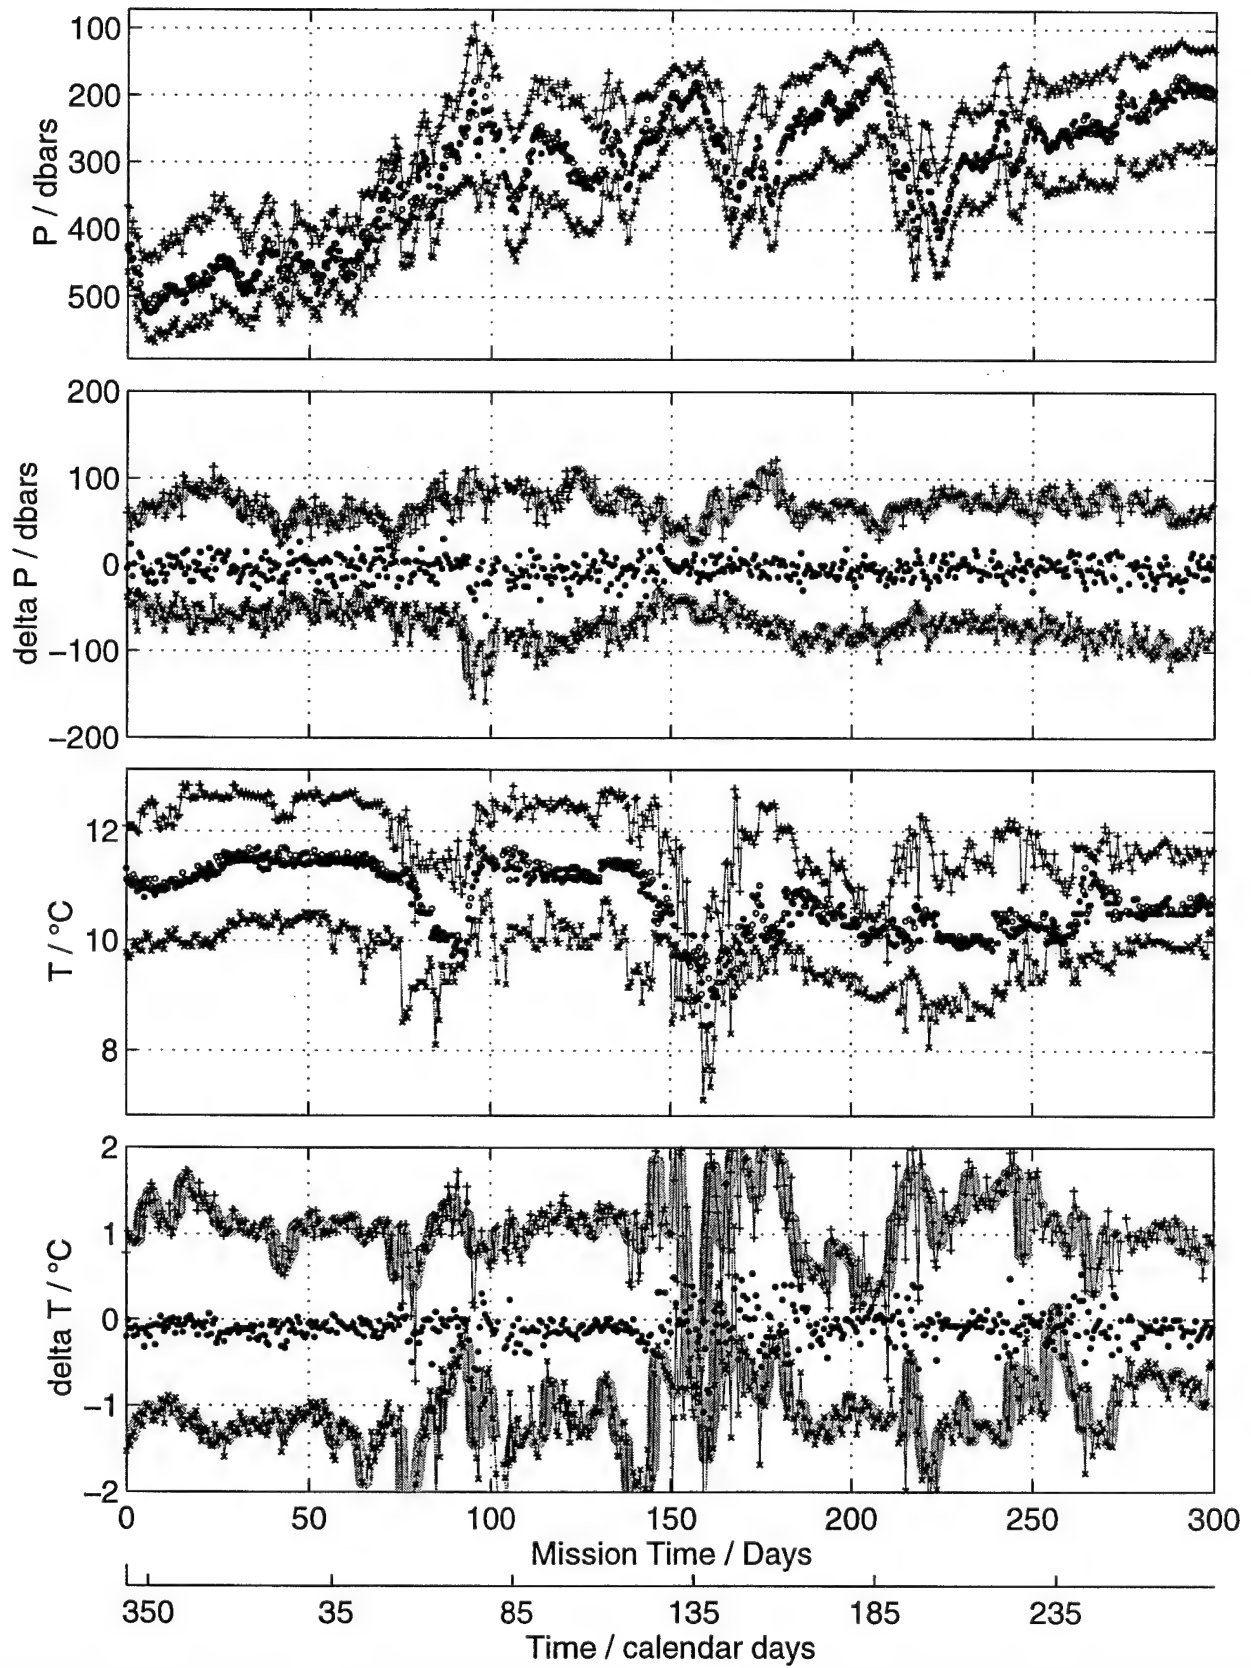 100
200
300
400
500
P / dbars
200
100
0
−100
−200
delta P / dbars
12
10
8
T / °C
2
1
0
−1
−2
delta T / °C
0 50 100 150 200 250 300
Mission Time / Days
350 35 85 135 185 235
Time / calendar days